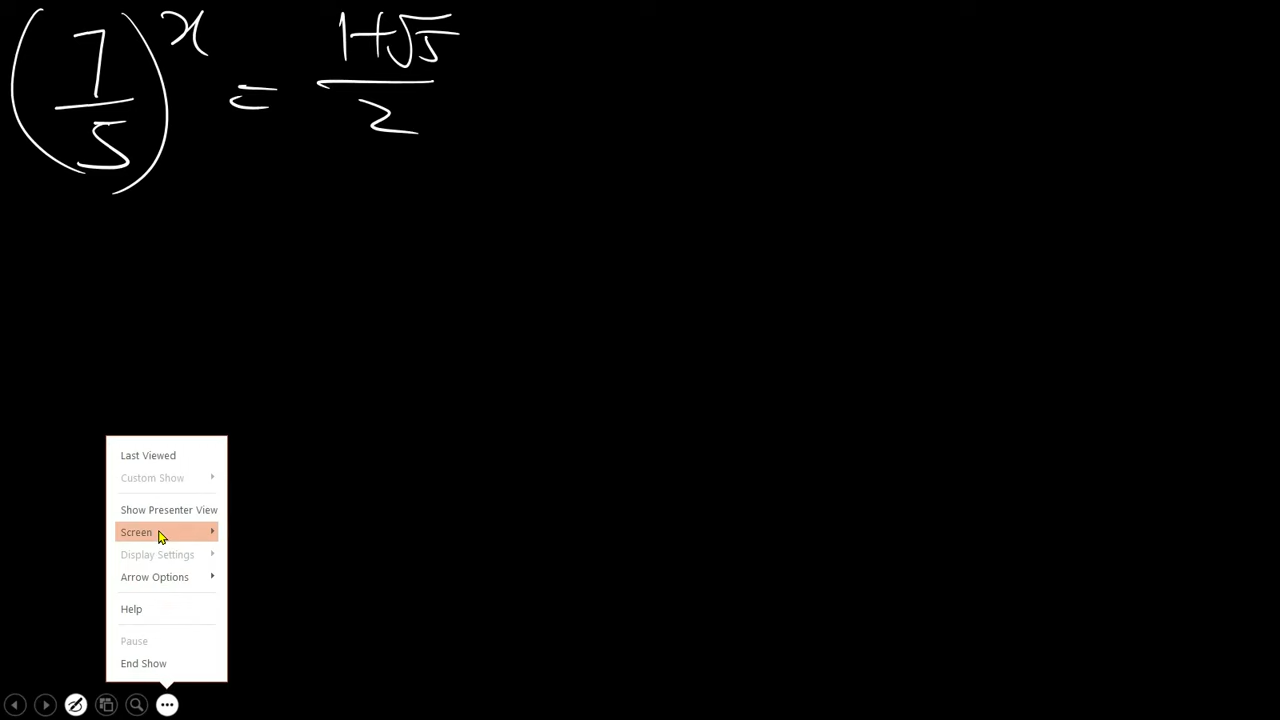 (7/5)^x = (1+√5)/2
Last Viewed
Custom Show
Show Presenter View
Screen
Display Settings
Arrow Options
Help
Pause
End Show